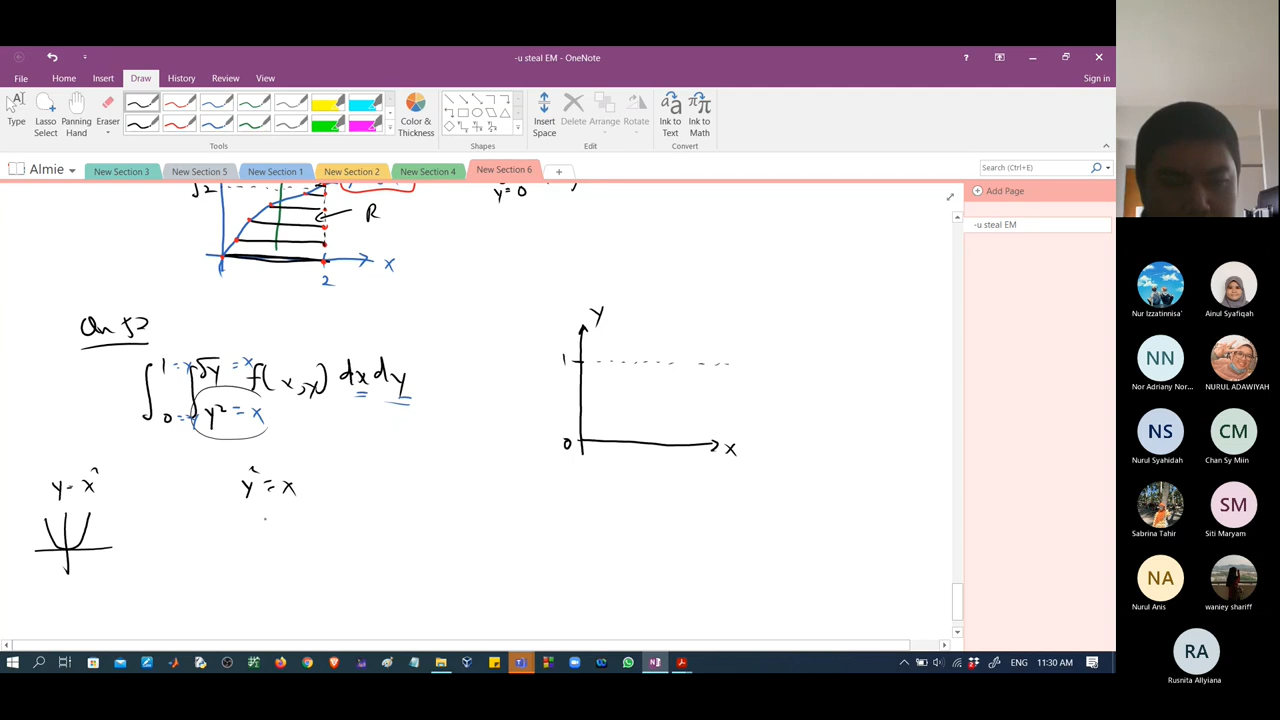 -u steal EM - OneNote
File Home Insert Draw History Review View
Sign in
Type
Lasso Select
Panning Hand
Eraser
Color & Thickness
Insert Space
Delete
Arrange
Rotate
Ink to Text
Ink to Math
Tools
Shapes
Edit
Convert
Almie
New Section 3
New Section 5
New Section 1
New Section 2
New Section 4
New Section 6
Search (Ctrl+E)
Add Page
-u steal EM
√2
y = 0
R
x
2
Qn 52
∫ 1 = y ∫ √y = x f(x,y) dx dy
0 = y y² = x
y = x²
y² = x
y
1
0
x
Nur Izzatinnisa'
Ainul Syafiqah
NN
Nor Adriany Nor...
NURUL ADAWIYAH
NS
Nurul Syahidah
CM
Chan Sy Miin
Sabrina Tahir
SM
Siti Maryam
NA
Nurul Anis
waniey shariff
RA
Rusnita Allyiana
ENG
11:30 AM